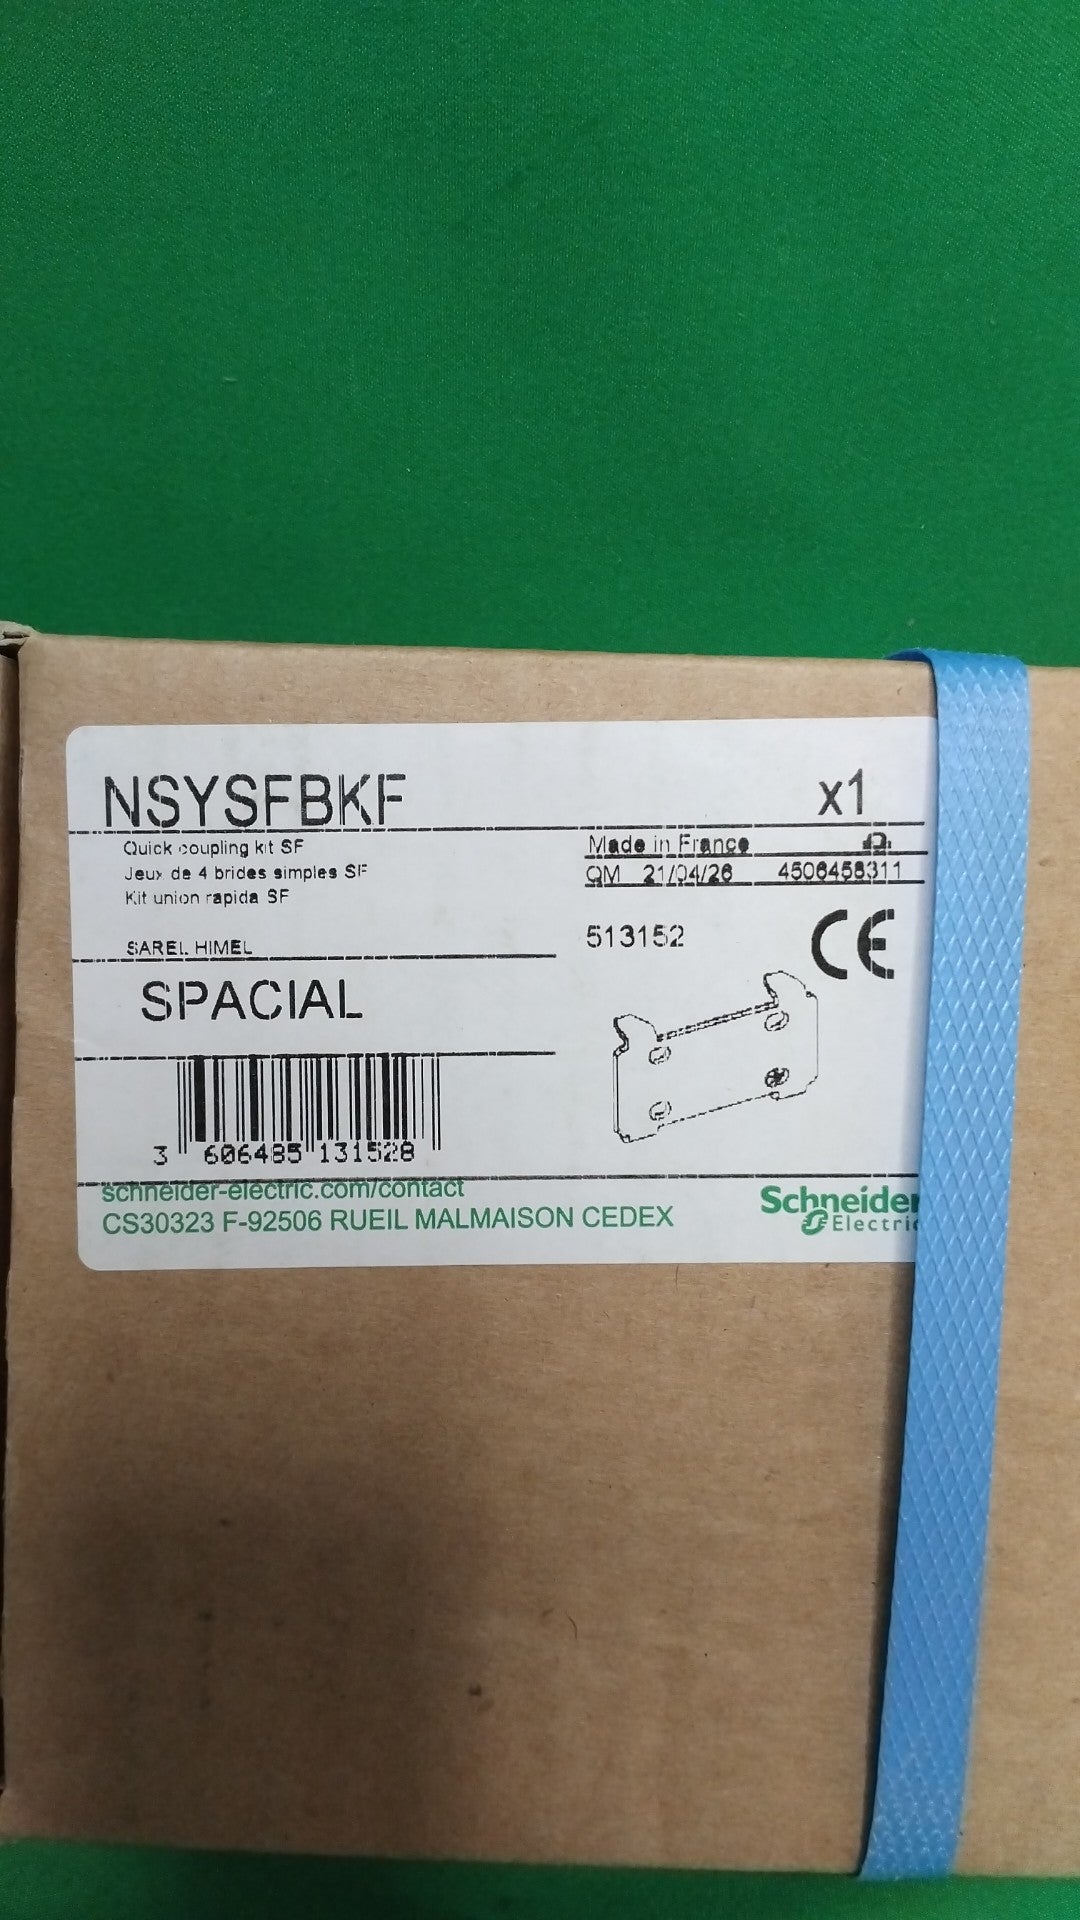 NSYSFBKF x1
Quick coupling kit SF
Jeux de 4 brides simples SF
Kit union rapida SF
Made in France
QM 21/04/26 4506458311
SAREL HIMEL
513152
CE
SPACIAL
3 606485 131528
schneider-electric.com/contact
CS30323 F-92506 RUEIL MALMAISON CEDEX
Schneider
Electric